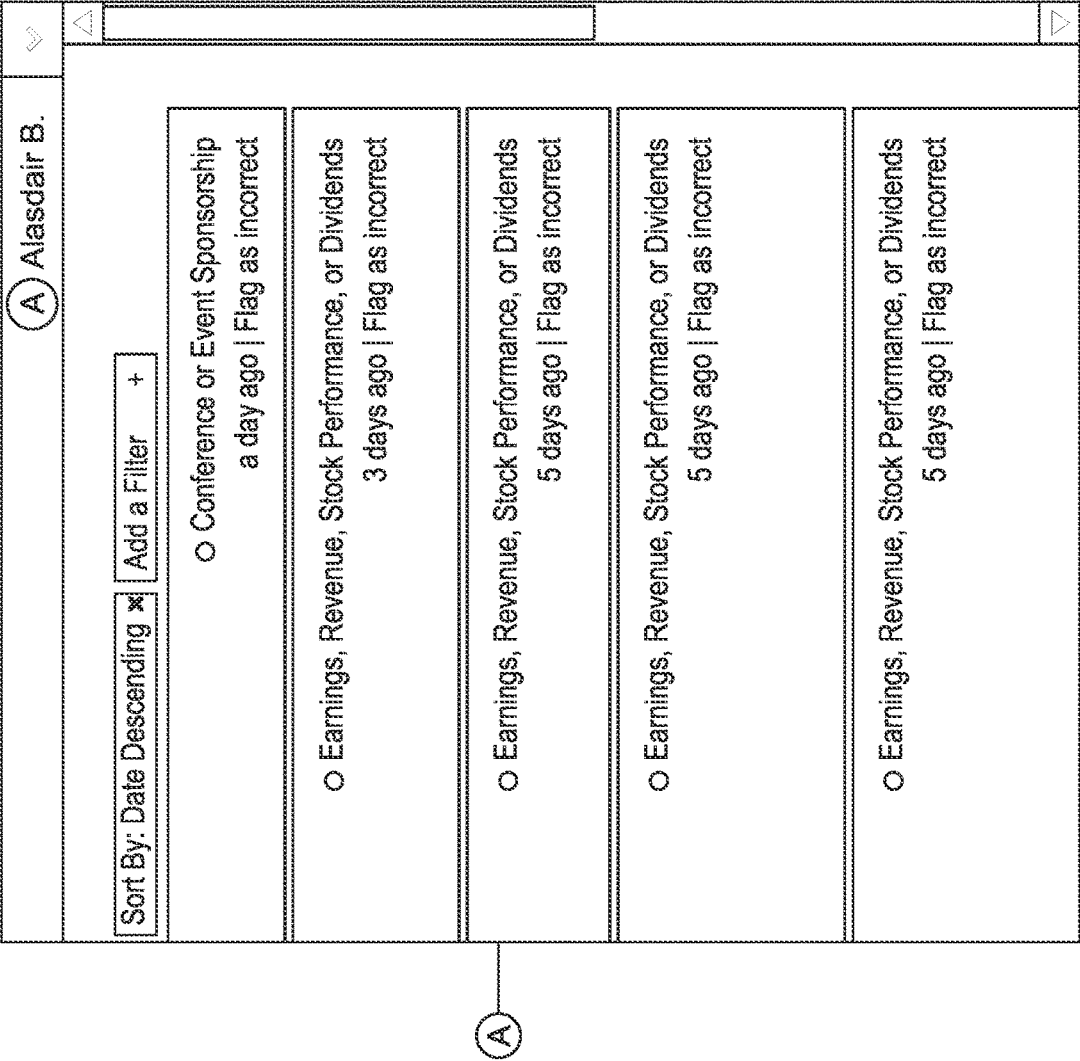 A Alasdair B.
Sort By: Date Descending × Add a Filter +
Conference or Event Sponsorship
a day ago | Flag as incorrect
Earnings, Revenue, Stock Performance, or Dividends
3 days ago | Flag as incorrect
Earnings, Revenue, Stock Performance, or Dividends
5 days ago | Flag as incorrect
Earnings, Revenue, Stock Performance, or Dividends
5 days ago | Flag as incorrect
Earnings, Revenue, Stock Performance, or Dividends
5 days ago | Flag as incorrect
A